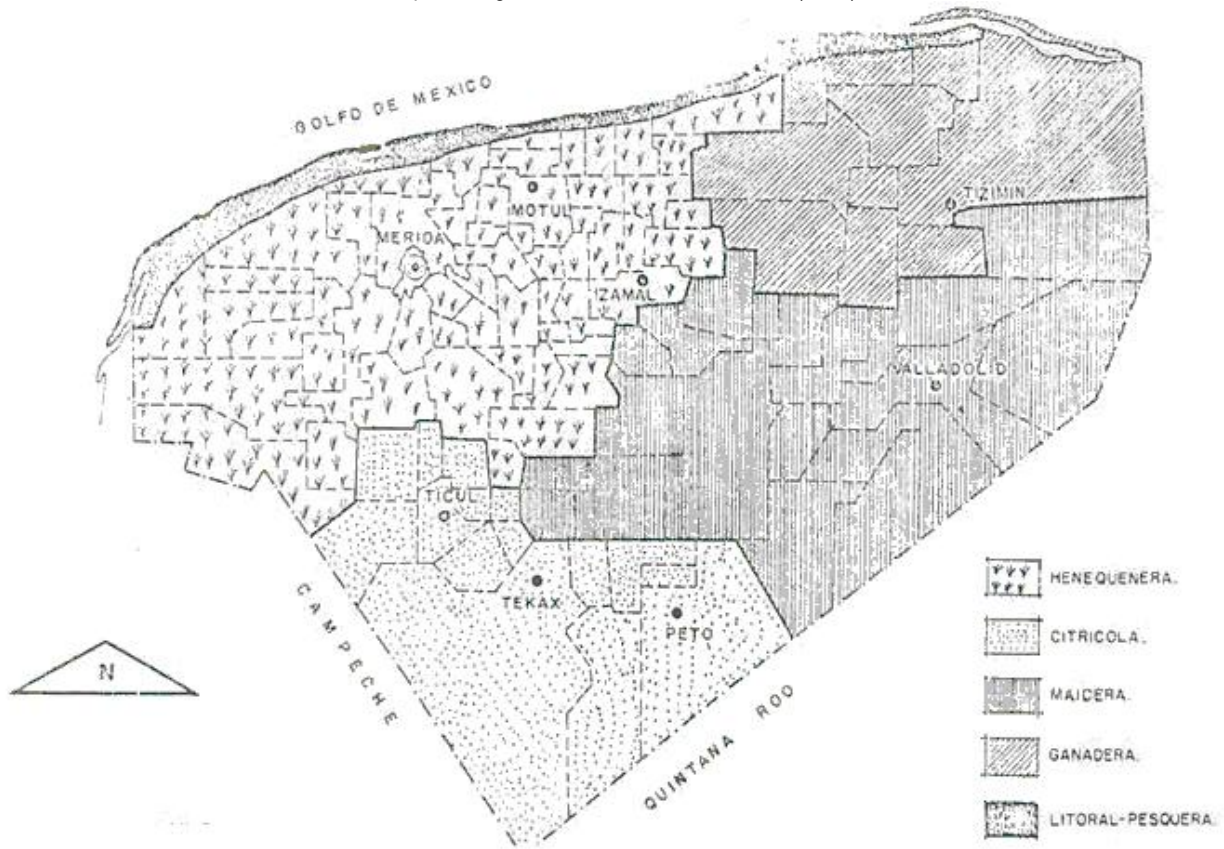 GOLFO DE MEXICO
TIZIMIN
MOTUL
MERIDA
N
IZAMAL
VALLADOLID
TICUL
TEKAX
PETO
CAMPECHE
QUINTANA ROO
N
HENEQUENERA.
CITRICOLA.
MAICERA.
GANADERA.
LITORAL-PESQUERA.